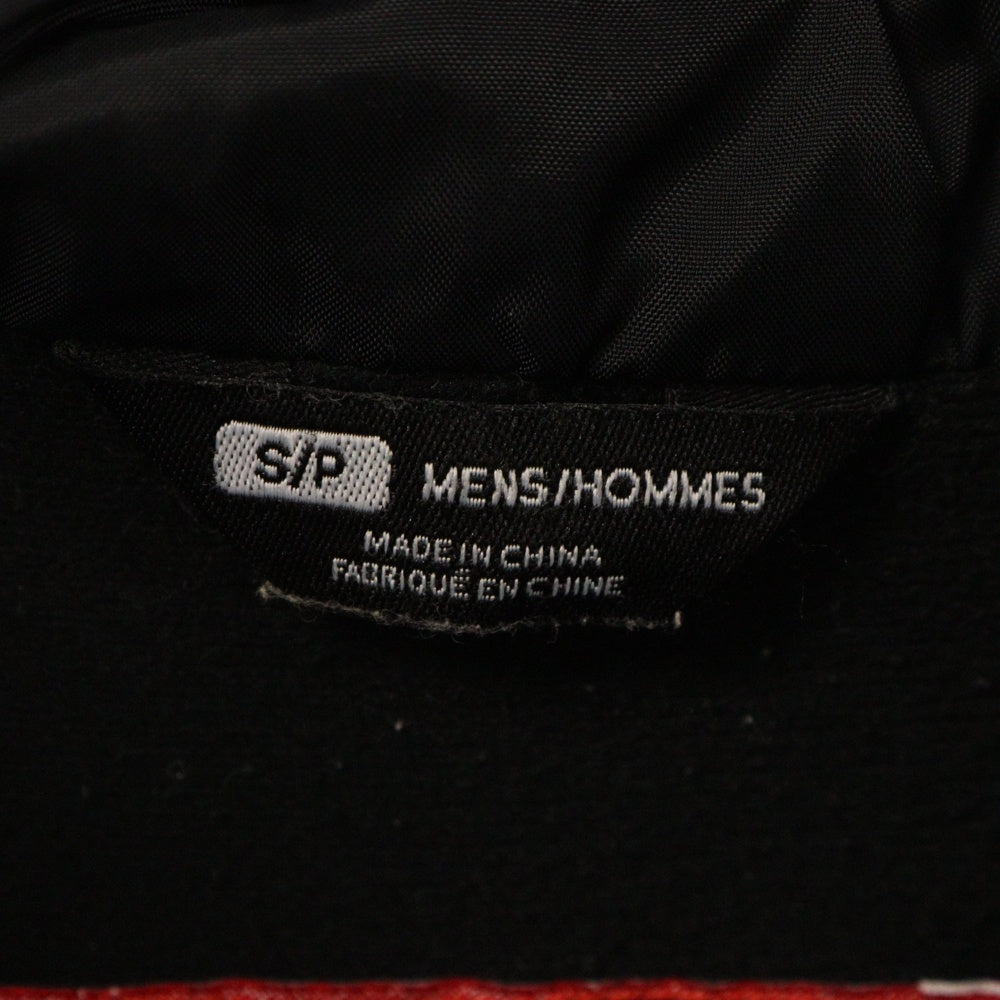 S/P MENS/HOMMES
MADE IN CHINA
FABRIQUÉ EN CHINE